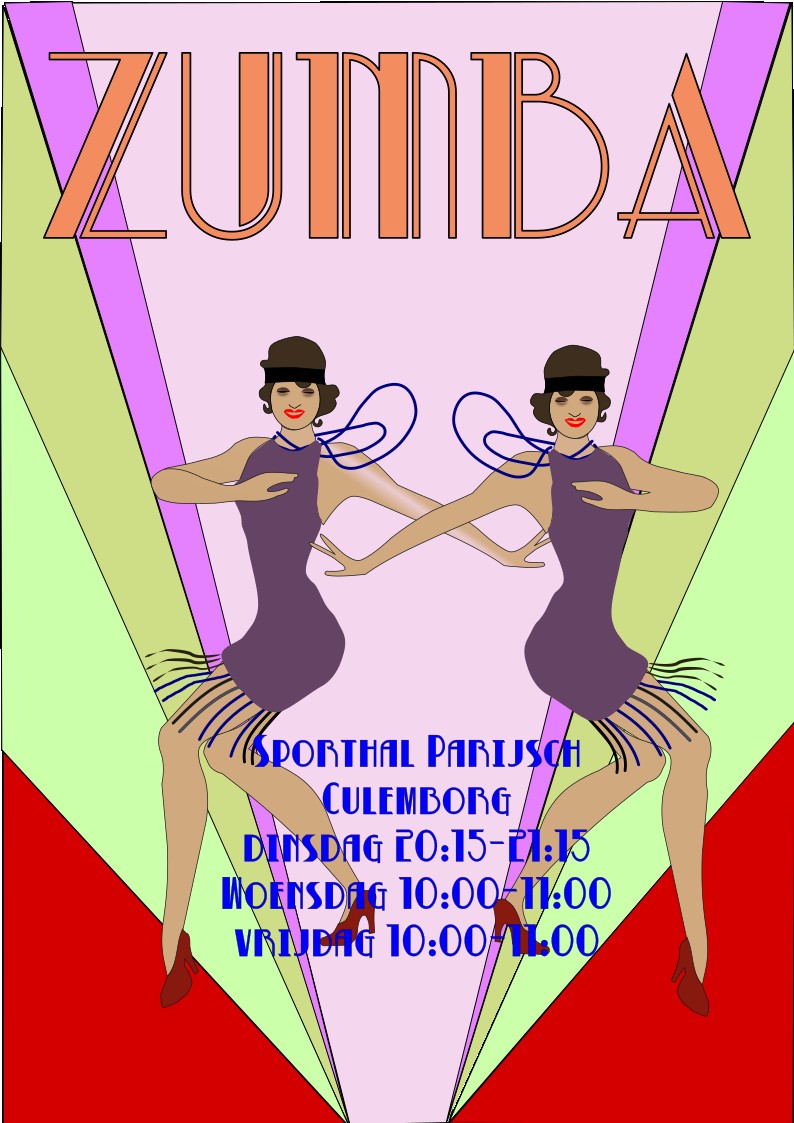 ZUMBA
Sporthal Parijsch
Culemborg
dinsdag 20:15-21:15
Woensdag 10:00-11:00
vrijdag 10:00-11:00